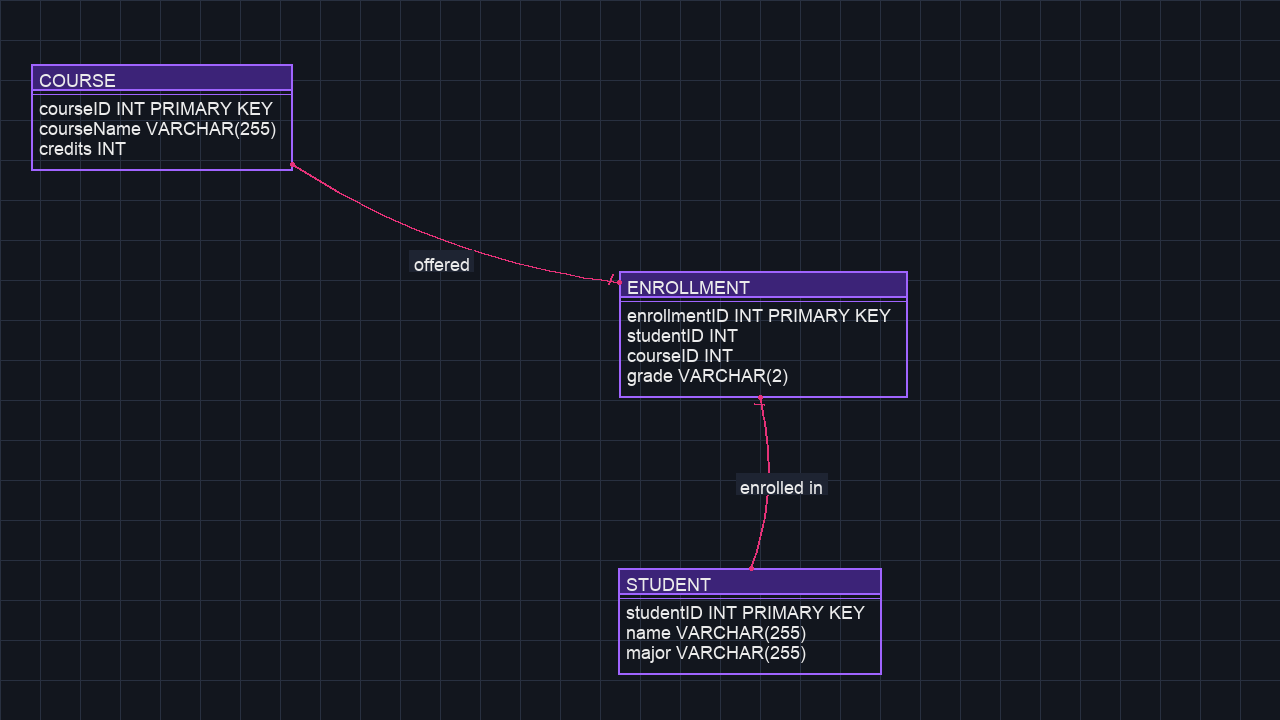 COURSE
courseID INT PRIMARY KEY
courseName VARCHAR(255)
credits INT
offered
ENROLLMENT
enrollmentID INT PRIMARY KEY
studentID INT
courseID INT
grade VARCHAR(2)
enrolled in
STUDENT
studentID INT PRIMARY KEY
name VARCHAR(255)
major VARCHAR(255)